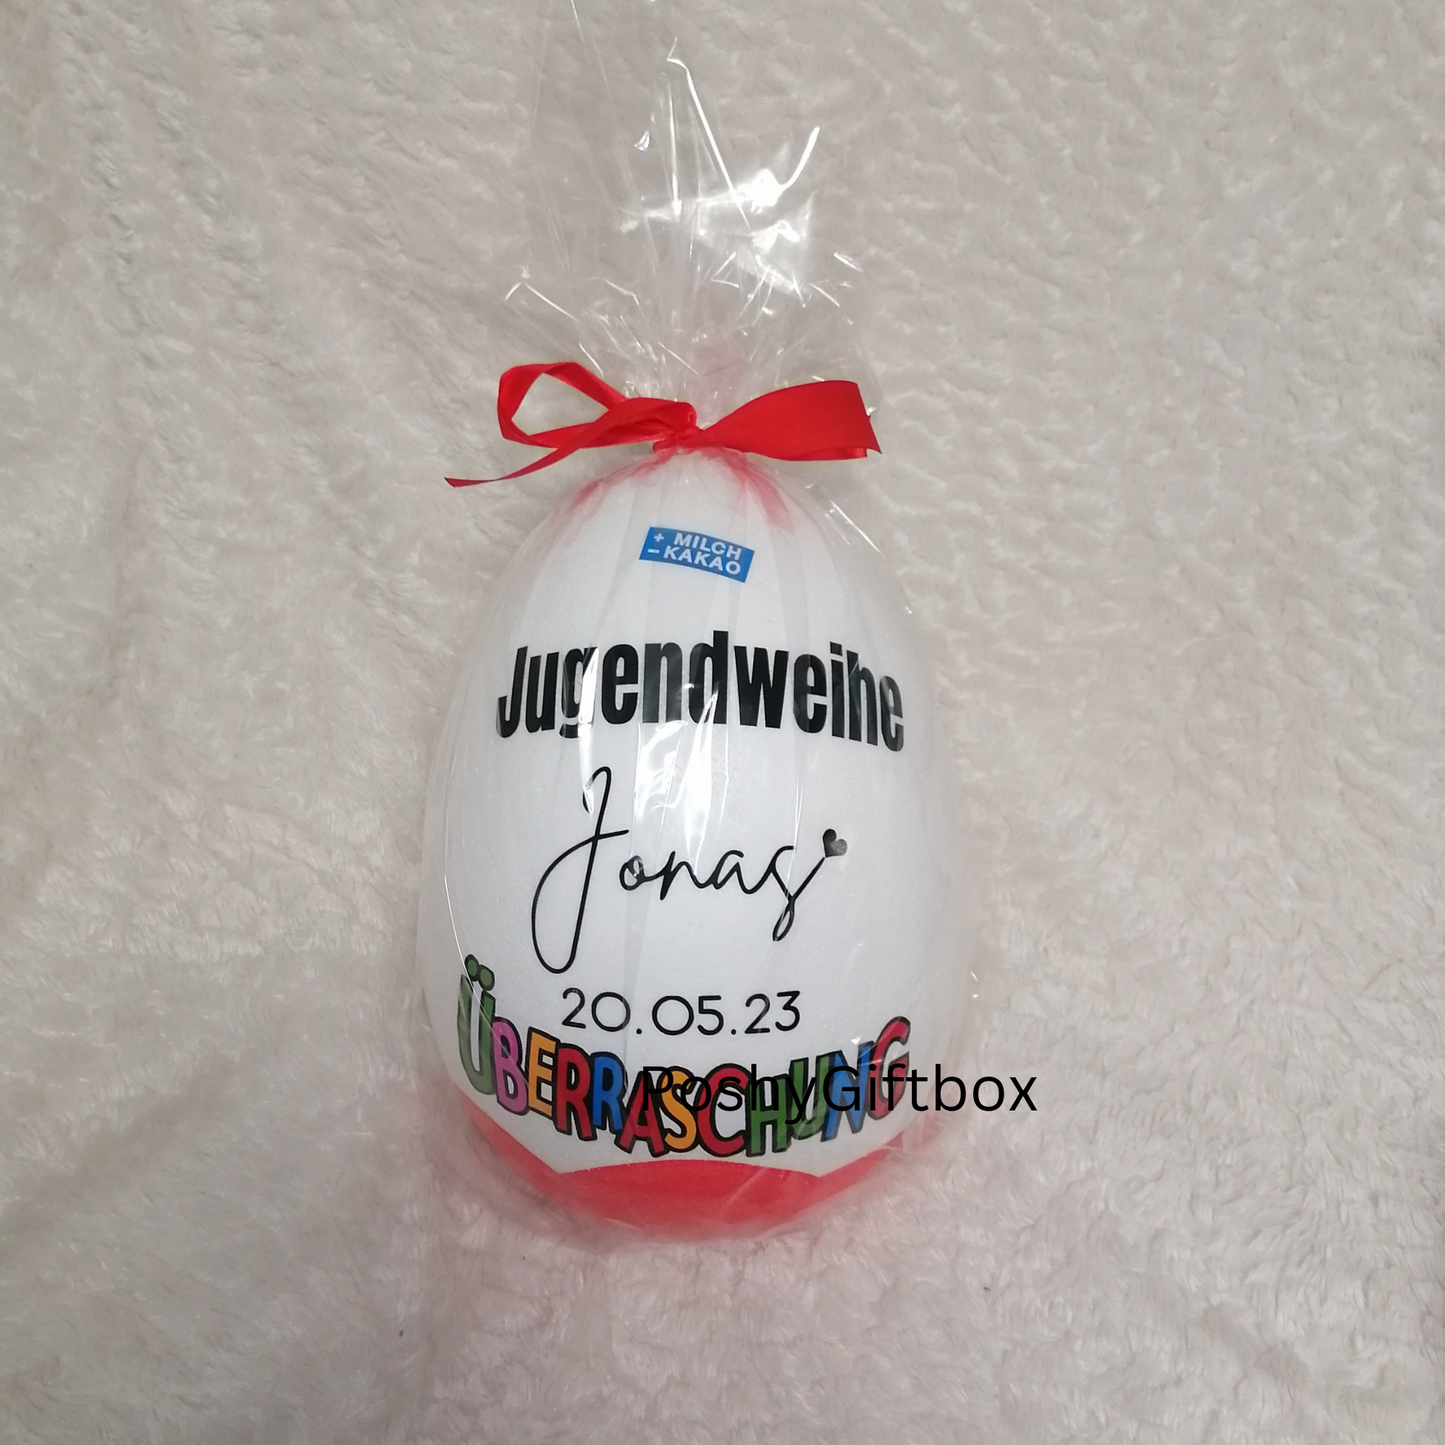 + MILCH
- KAKAO
Jugendweihe
Jonas
20.05.23
ÜBERRASCHUNG
PoshyGiftbox